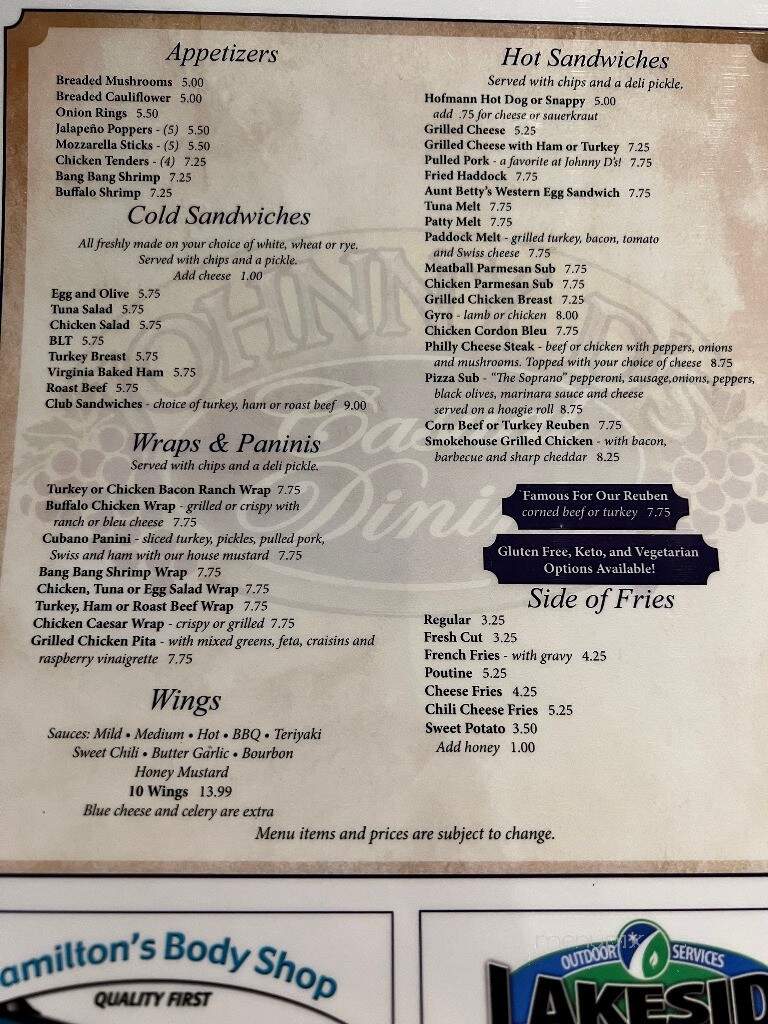 Appetizers
Breaded Mushrooms 5.00
Breaded Cauliflower 5.00
Onion Rings 5.50
Jalapeño Poppers - (5) 5.50
Mozzarella Sticks - (5) 5.50
Chicken Tenders - (4) 7.25
Bang Bang Shrimp 7.25
Buffalo Shrimp 7.25
Cold Sandwiches
All freshly made on your choice of white, wheat or rye.
Served with chips and a pickle.
Add cheese 1.00
Egg and Olive 5.75
Tuna Salad 5.75
Chicken Salad 5.75
BLT 5.75
Turkey Breast 5.75
Virginia Baked Ham 5.75
Roast Beef 5.75
Club Sandwiches - choice of turkey, ham or roast beef 9.00
Wraps & Paninis
Served with chips and a deli pickle.
Turkey or Chicken Bacon Ranch Wrap 7.75
Buffalo Chicken Wrap - grilled or crispy with
ranch or bleu cheese 7.75
Cubano Panini - sliced turkey, pickles, pulled pork,
Swiss and ham with our house mustard 7.75
Bang Bang Shrimp Wrap 7.75
Chicken, Tuna or Egg Salad Wrap 7.75
Turkey, Ham or Roast Beef Wrap 7.75
Chicken Caesar Wrap - crispy or grilled 7.75
Grilled Chicken Pita - with mixed greens, feta, craisins and
raspberry vinaigrette 7.75
Wings
Sauces: Mild • Medium • Hot • BBQ • Teriyaki
Sweet Chili • Butter Garlic • Bourbon
Honey Mustard
10 Wings 13.99
Blue cheese and celery are extra
Hot Sandwiches
Served with chips and a deli pickle.
Hofmann Hot Dog or Snappy 5.00
add .75 for cheese or sauerkraut
Grilled Cheese 5.25
Grilled Cheese with Ham or Turkey 7.25
Pulled Pork - a favorite at Johnny D's! 7.75
Fried Haddock 7.75
Aunt Betty's Western Egg Sandwich 7.75
Tuna Melt 7.75
Patty Melt 7.75
Paddock Melt - grilled turkey, bacon, tomato
and Swiss cheese 7.75
Meatball Parmesan Sub 7.75
Chicken Parmesan Sub 7.75
Grilled Chicken Breast 7.25
Gyro - lamb or chicken 8.00
Chicken Cordon Bleu 7.75
Philly Cheese Steak - beef or chicken with peppers, onions
and mushrooms. Topped with your choice of cheese 8.75
Pizza Sub - "The Soprano" pepperoni, sausage,onions, peppers,
black olives, marinara sauce and cheese
served on a hoagie roll 8.75
Corn Beef or Turkey Reuben 7.75
Smokehouse Grilled Chicken - with bacon,
barbecue and sharp cheddar 8.25
Famous For Our Reuben
corned beef or turkey 7.75
Gluten Free, Keto, and Vegetarian
Options Available!
Side of Fries
Regular 3.25
Fresh Cut 3.25
French Fries - with gravy 4.25
Poutine 5.25
Cheese Fries 4.25
Chili Cheese Fries 5.25
Sweet Potato 3.50
Add honey 1.00
Menu items and prices are subject to change.
amilton's Body Shop
QUALITY FIRST
OUTDOOR SERVICES
LAKESID